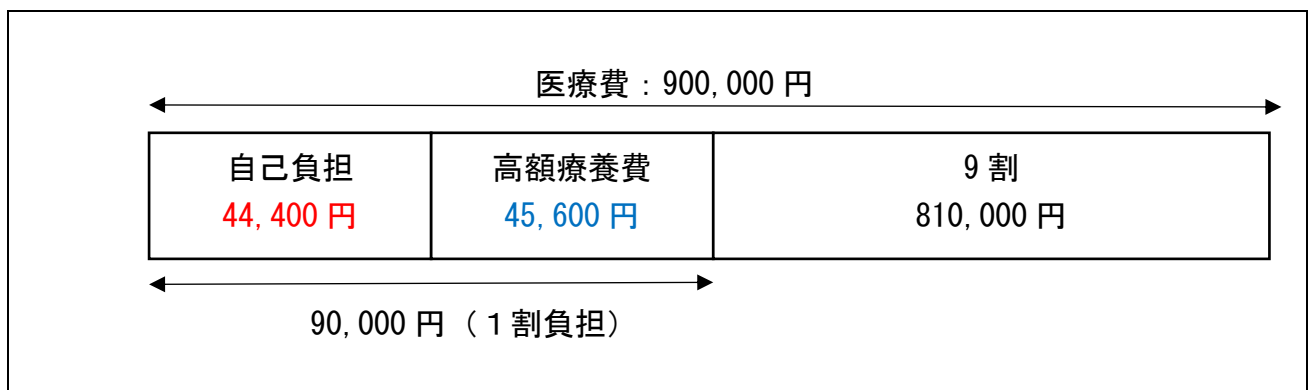 医療費：900,000 円
自己負担
44,400 円
高額療養費
45,600 円
9 割
810,000 円
90,000 円（１割負担）